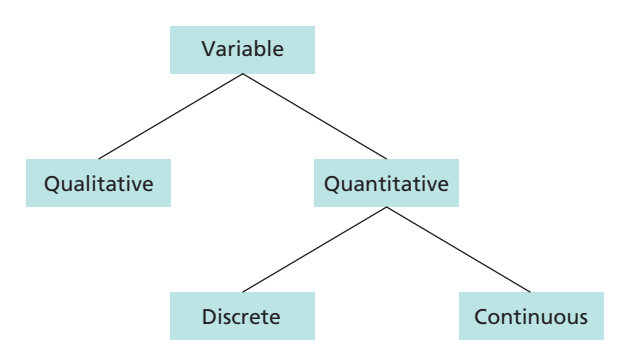 Variable
Qualitative
Quantitative
Discrete
Continuous